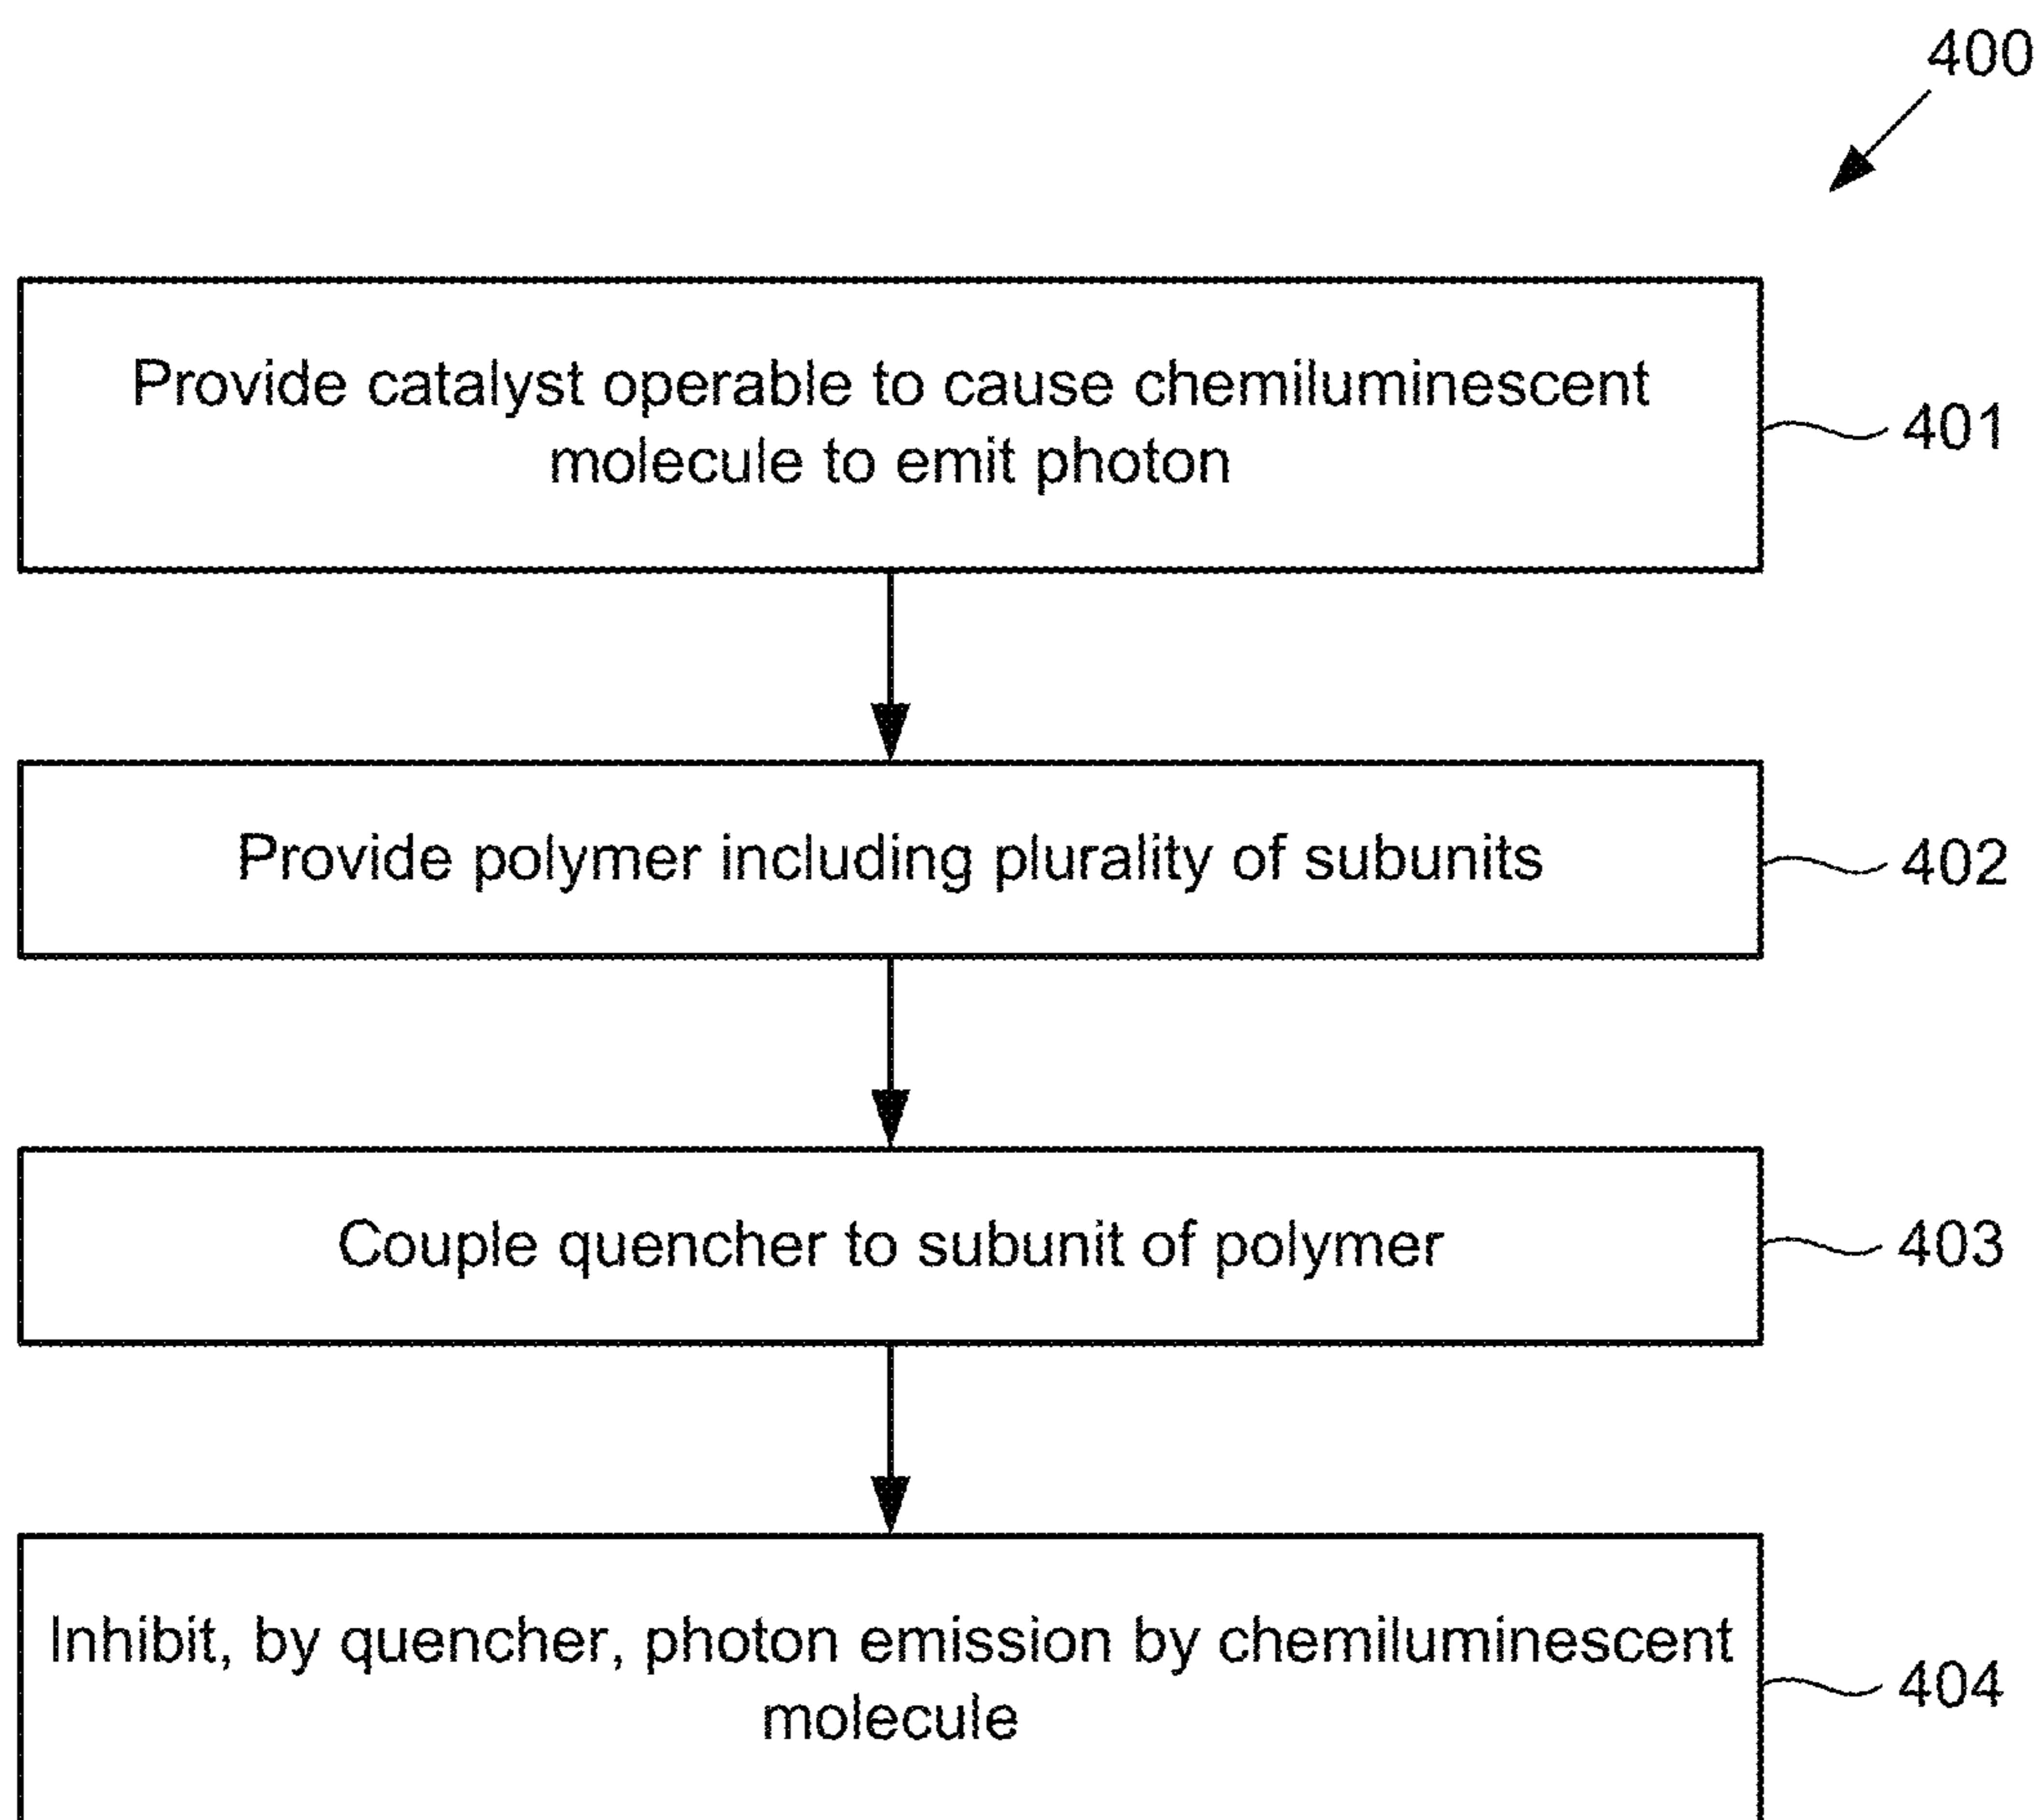 400
Provide catalyst operable to cause chemiluminescent
molecule to emit photon
401
Provide polymer including plurality of subunits
402
Couple quencher to subunit of polymer
403
Inhibit, by quencher, photon emission by chemiluminescent
molecule
404